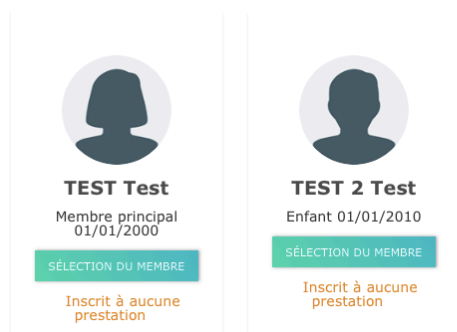 TEST Test
Membre principal
01/01/2000
SÉLECTION DU MEMBRE
Inscrit à aucune
prestation
TEST 2 Test
Enfant 01/01/2010
SÉLECTION DU MEMBRE
Inscrit à aucune
prestation